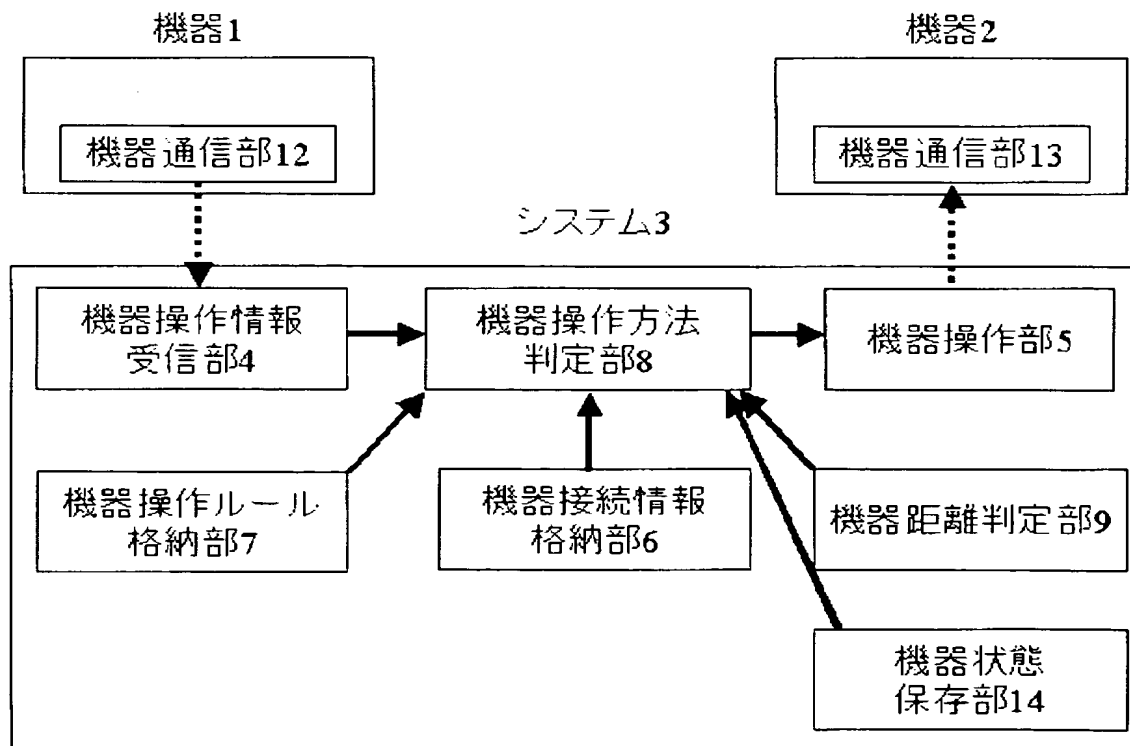 機器1
機器2
機器通信部12
機器通信部13
システム3
機器操作情報
受信部4
機器操作方法
判定部8
機器操作部5
機器操作ルール
格納部7
機器接続情報
格納部6
機器距離判定部9
機器状態
保存部14